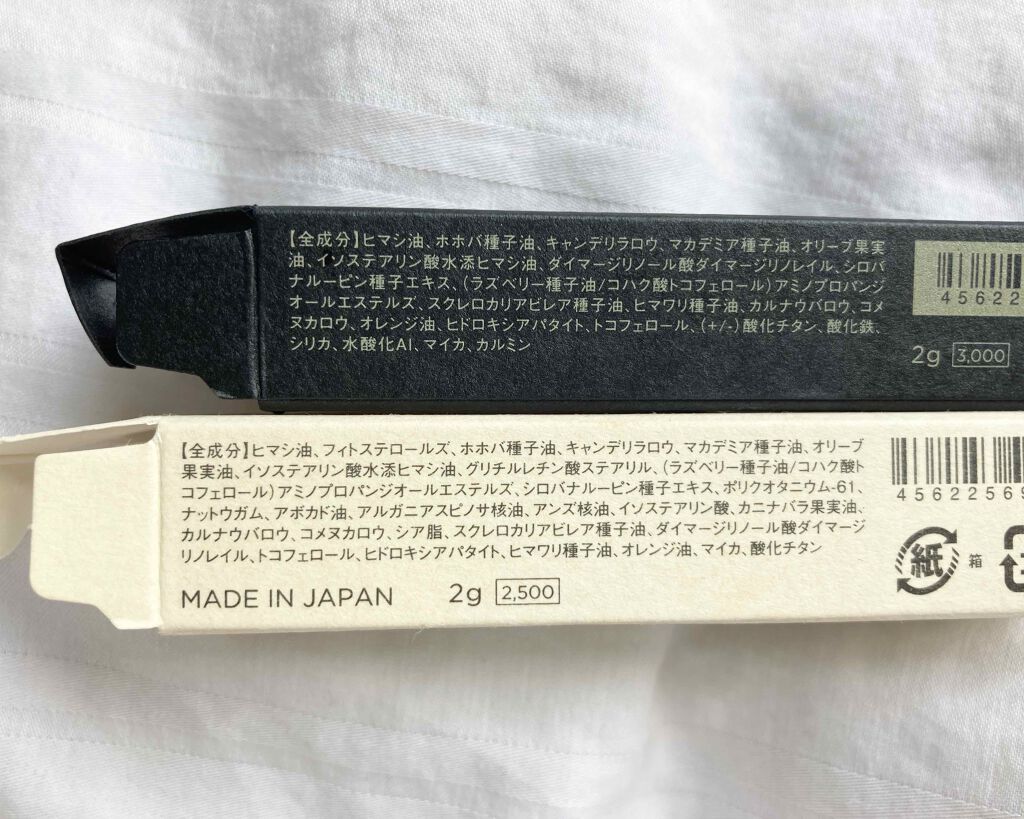 【全成分】ヒマシ油、ホホバ種子油、キャンデリラロウ、マカデミア種子油、オリーブ果実
油、イソステアリン酸水添ヒマシ油、ダイマージリノール酸ダイマージリノレイル、シロバ
ナルーピン種子エキス、(ラズベリー種子油/コハク酸トコフェロール)アミノプロパンジ
オールエステルズ、スクレロカリアビレア種子油、ヒマワリ種子油、カルナウバロウ、コメ
ヌカロウ、オレンジ油、ヒドロキシアパタイト、トコフェロール、(+/-)酸化チタン、酸化鉄、
シリカ、水酸化Al、マイカ、カルミン
45622
2g 3,000
【全成分】ヒマシ油、フィトステロールズ、ホホバ種子油、キャンデリラロウ、マカデミア種子油、オリーブ
果実油、イソステアリン酸水添ヒマシ油、グリチルレチン酸ステアリル、(ラズベリー種子油/コハク酸ト
コフェロール)アミノプロパンジオールエステルズ、シロバナルーピン種子エキス、ポリクオタニウム-61、
ナットウガム、アボカド油、アルガニアスピノサ核油、アンズ核油、イソステアリン酸、カニナバラ果実油、
カルナウバロウ、コメヌカロウ、シア脂、スクレロカリアビレア種子油、ダイマージリノール酸ダイマージ
リノレイル、トコフェロール、ヒドロキシアパタイト、ヒマワリ種子油、オレンジ油、マイカ、酸化チタン
MADE IN JAPAN 2g 2,500
45622569
紙 箱